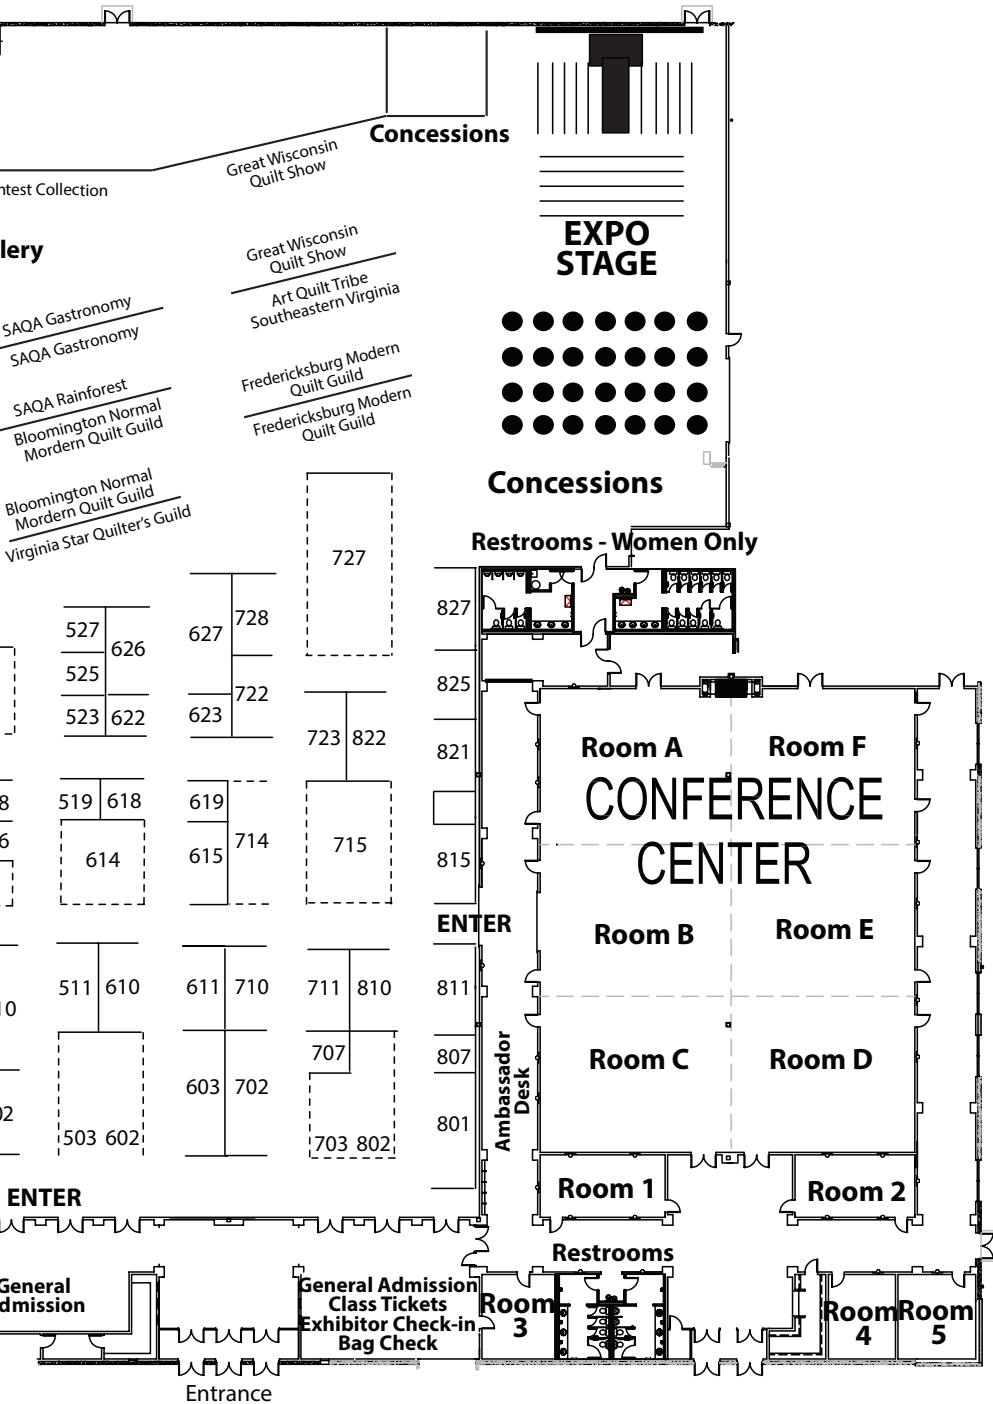 Concessions
Great Wisconsin
Quilt Show
ntest Collection
lery
EXPO
STAGE
Great Wisconsin
Quilt Show
Art Quilt Tribe
Southeastern Virginia
SAQA Gastronomy
SAQA Gastronomy
Fredericksburg Modern
Quilt Guild
Fredericksburg Modern
Quilt Guild
SAQA Rainforest
Bloomington Normal
Mordern Quilt Guild
Bloomington Normal
Mordern Quilt Guild
Virginia Star Quilter's Guild
Concessions
Restrooms - Women Only
727
827
728
627
527
626
525
825
722
623
523 622
723 822
821
Room A
Room F
CONFERENCE
CENTER
8
519 618
619
6
614
615
714
715
815
ENTER
Room B
Room E
511 610
611 710
711 810
811
10
707
807
Room C
Room D
603 702
Ambassador
Desk
02
503 602
703 802
801
ENTER
Room 1
Room 2
Restrooms
General
dmission
General Admission
Class Tickets
Exhibitor Check-in
Bag Check
Room
3
Room
4
Room
5
Entrance